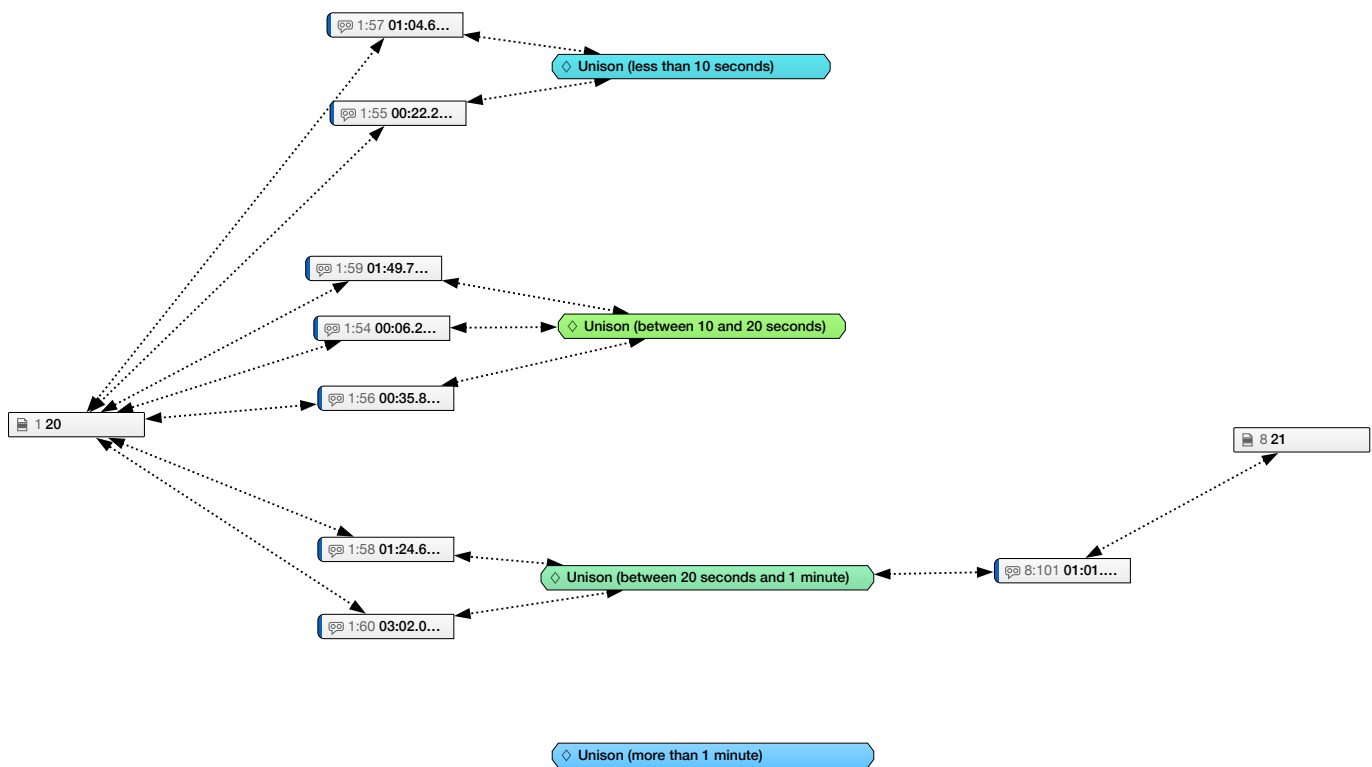 1:57 01:04.6…
◇ Unison (less than 10 seconds)
1:55 00:22.2…
1:59 01:49.7…
1:54 00:06.2…
◇ Unison (between 10 and 20 seconds)
1:56 00:35.8…
1 20
8 21
1:58 01:24.6…
◇ Unison (between 20 seconds and 1 minute)
8:101 01:01.…
1:60 03:02.0…
◇ Unison (more than 1 minute)